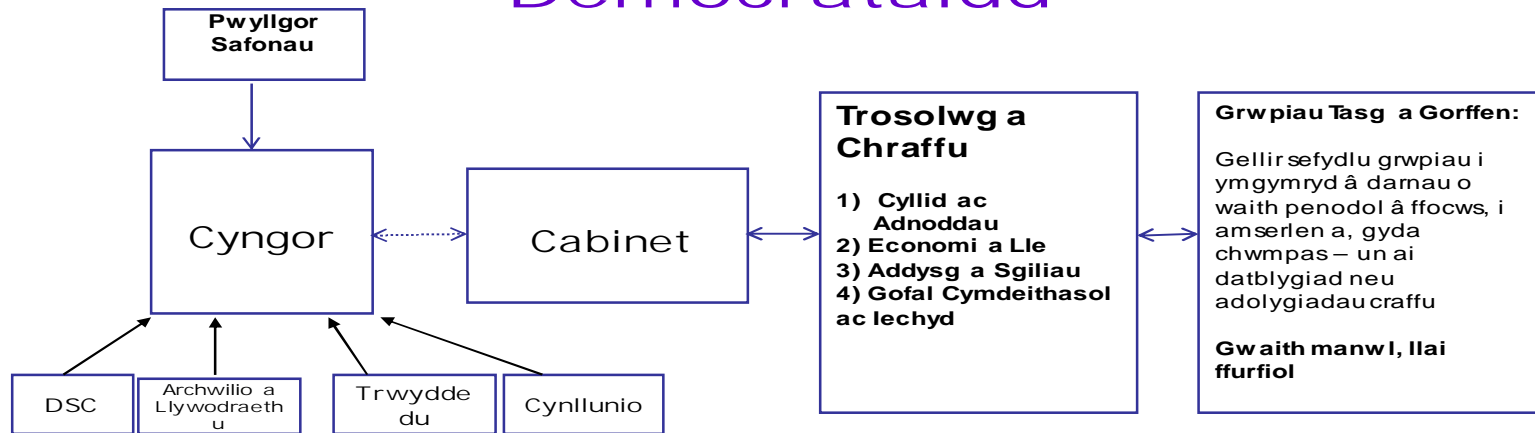 Democrataidd
Pwyllgor
Safonau
Cyngor
Cabinet
Trosolwg a
Chraffu
1) Cyllid ac
Adnoddau
2) Economi a Lle
3) Addysg a Sgiliau
4) Gofal Cymdeithasol
ac Iechyd
Grwpiau Tasg a Gorffen:
Gellir sefydlu grwpiau i
ymgymryd â darnau o
waith penodol â ffocws, i
amserlen a, gyda
chwmpas – un ai
datblygiad neu
adolygiadau craffu
Gwaith manwl, llai
ffurfiol
DSC
Archwilio a
Llywodraeth
u
Trwydde
du
Cynllunio